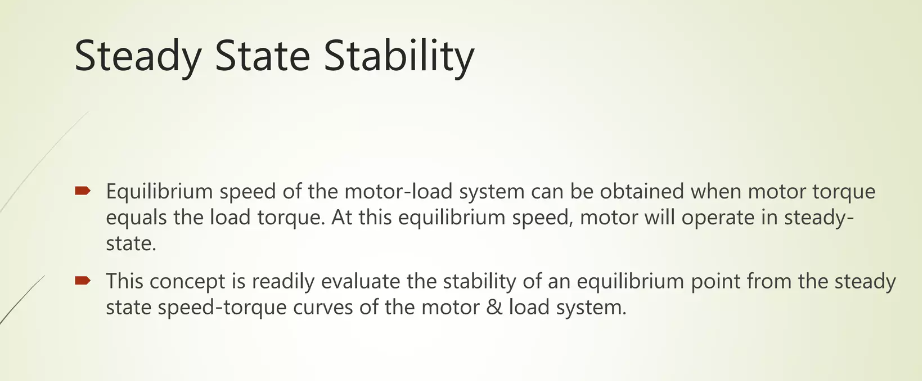 Steady State Stability
Equilibrium speed of the motor-load system can be obtained when motor torque
equals the load torque. At this equilibrium speed, motor will operate in steady-
state.
This concept is readily evaluate the stability of an equilibrium point from the steady
state speed-torque curves of the motor & load system.